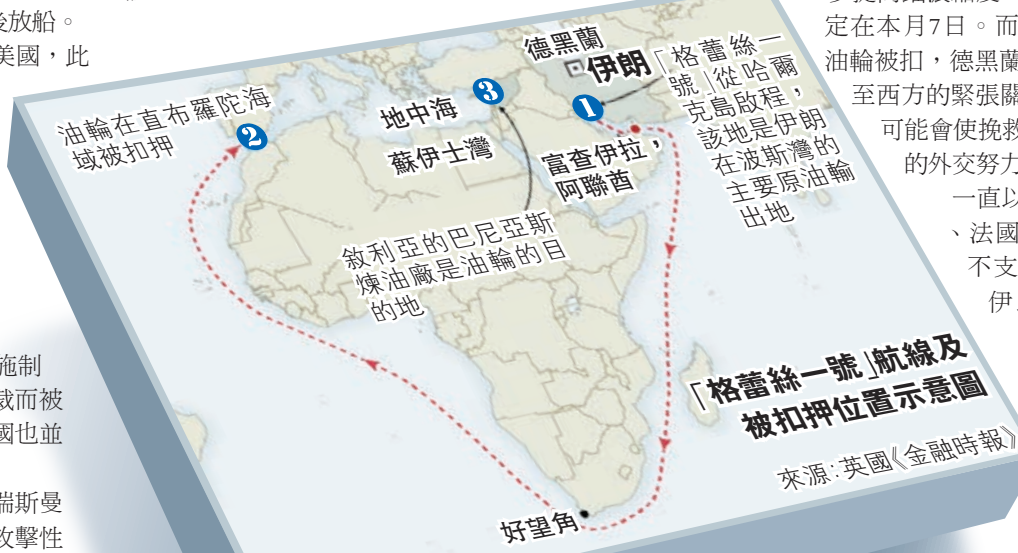 後放船。
美國，此
定在本月7日。而
油輪被扣，德黑蘭
至西方的緊張關
可能會使挽救
的外交努力
一直以
、法國
不支
伊
施制
裁而被
國也並
瑞斯曼
攻擊性
德黑蘭
伊朗
1
「格蕾絲一
號」從哈爾
克島啟程，
該地是伊朗
在波斯灣的
主要原油輸
出地
3
地中海
蘇伊士灣
富查伊拉，
阿聯酋
油輪在直布羅陀海
域被扣押
2
敘利亞的巴尼亞斯
煉油廠是油輪的目
的地
好望角
「格蕾絲一號」航線及
被扣押位置示意圖
來源：英國《金融時報》